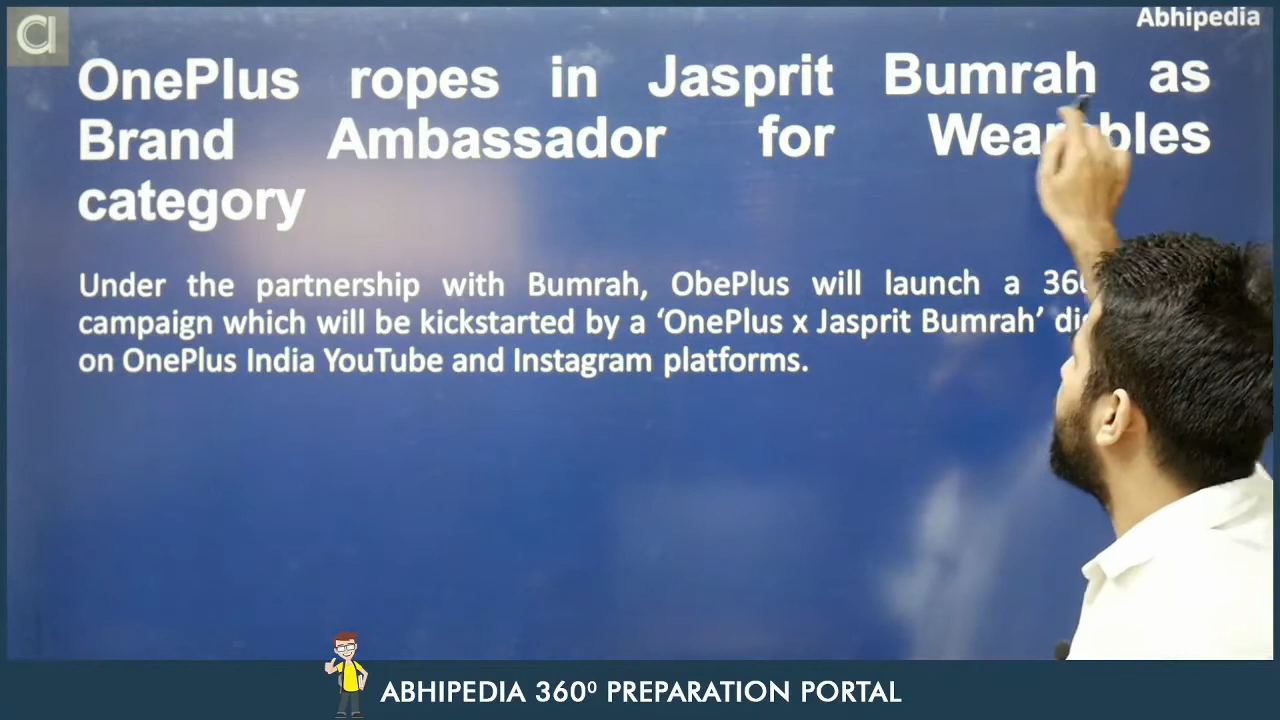 Abhipedia
OnePlus ropes in Jasprit Bumrah as
Brand Ambassador for Wearables
category
Under the partnership with Bumrah, ObePlus will launch a
campaign which will be kickstarted by a ‘OnePlus x Jasprit Bumrah’
on OnePlus India YouTube and Instagram platforms.
ABHIPEDIA 360⁰ PREPARATION PORTAL